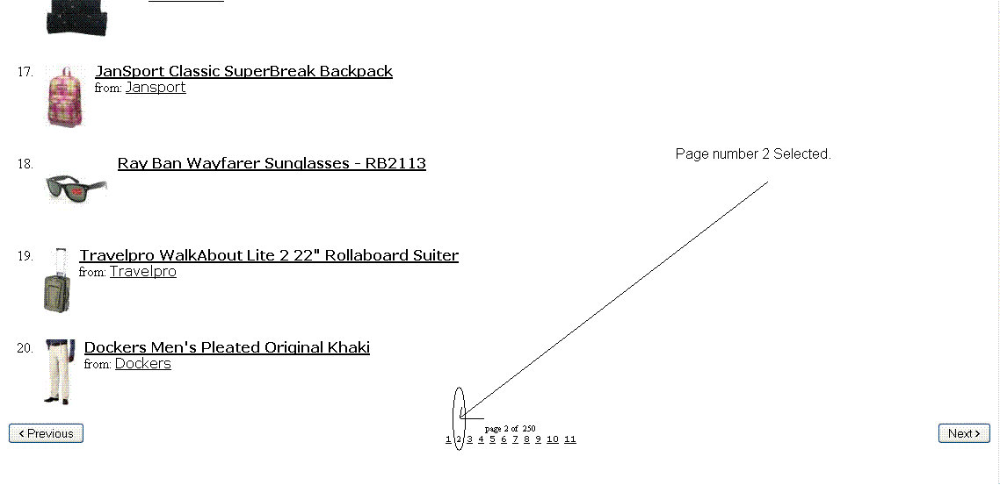 17. JanSport Classic SuperBreak Backpack
from: Jansport
18. Ray Ban Wayfarer Sunglasses - RB2113
Page number 2 Selected.
19. Travelpro WalkAbout Lite 2 22" Rollaboard Suiter
from: Travelpro
20. Dockers Men's Pleated Original Khaki
from: Dockers
‹ Previous
page 2 of 250
1 2 3 4 5 6 7 8 9 10 11
Next ›